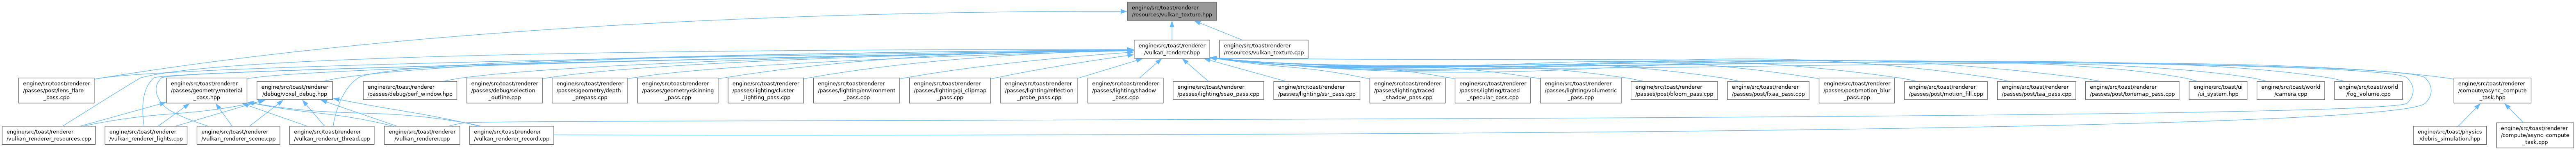 engine/src/toast/renderer
/resources/vulkan_texture.hpp
engine/src/toast/renderer
/vulkan_renderer.hpp
engine/src/toast/renderer
/resources/vulkan_texture.cpp
engine/src/toast/renderer
/passes/post/lens_flare
_pass.cpp
engine/src/toast/renderer
/passes/geometry/material
_pass.hpp
engine/src/toast/renderer
/debug/voxel_debug.hpp
engine/src/toast/renderer
/debug/perf_window.hpp
engine/src/toast/renderer
/passes/debug/selection
_outline.cpp
engine/src/toast/renderer
/passes/geometry/depth
_prepass.cpp
engine/src/toast/renderer
/passes/geometry/skinning
_pass.cpp
engine/src/toast/renderer
/passes/lighting/cluster
_lighting_pass.cpp
engine/src/toast/renderer
/passes/lighting/environment
_pass.cpp
engine/src/toast/renderer
/passes/lighting/gi_clipmap
_pass.cpp
engine/src/toast/renderer
/passes/lighting/reflection
_probe_pass.cpp
engine/src/toast/renderer
/passes/lighting/shadow
_pass.cpp
engine/src/toast/renderer
/passes/lighting/ssao_pass.cpp
engine/src/toast/renderer
/passes/lighting/ssr_pass.cpp
engine/src/toast/renderer
/passes/lighting/traced
_shadow_pass.cpp
engine/src/toast/renderer
/passes/lighting/traced
_specular_pass.cpp
engine/src/toast/renderer
/passes/lighting/volumetric
_pass.cpp
engine/src/toast/renderer
/passes/post/bloom_pass.cpp
engine/src/toast/renderer
/passes/post/fxaa_pass.cpp
engine/src/toast/renderer
/passes/post/motion_blur
_pass.cpp
engine/src/toast/renderer
/passes/post/motion_fill.cpp
engine/src/toast/renderer
/passes/post/taa_pass.cpp
engine/src/toast/renderer
/passes/post/tonemap_pass.cpp
engine/src/toast/ui
/ui_system.hpp
engine/src/toast/world
/camera.cpp
engine/src/toast/world
/fog_volume.cpp
engine/src/toast/renderer
/compute/async_compute
_task.hpp
engine/src/toast/renderer
/vulkan_renderer_resources.cpp
engine/src/toast/renderer
/vulkan_renderer_lights.cpp
engine/src/toast/renderer
/vulkan_renderer_scene.cpp
engine/src/toast/renderer
/vulkan_renderer_thread.cpp
engine/src/toast/renderer
/vulkan_renderer.cpp
engine/src/toast/renderer
/vulkan_renderer_record.cpp
engine/src/toast/physics
/debris_simulation.hpp
engine/src/toast/renderer
/compute/async_compute
_task.cpp